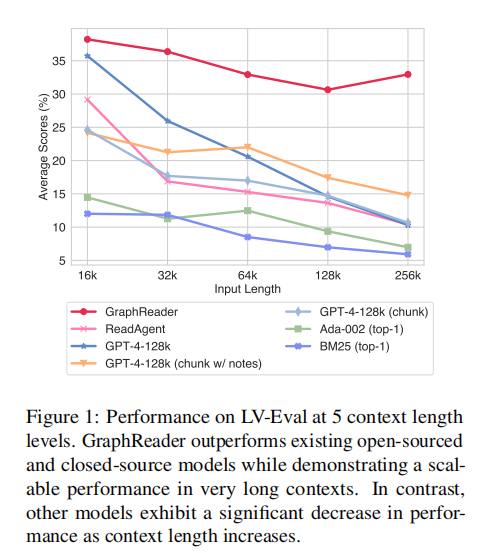 35
30
25
20
15
10
5
Average Scores (%)
16k 32k 64k 128k 256k
Input Length
GraphReader
ReadAgent
GPT-4-128k
GPT-4-128k (chunk w/ notes)
GPT-4-128k (chunk)
Ada-002 (top-1)
BM25 (top-1)
Figure 1: Performance on LV-Eval at 5 context length
levels. GraphReader outperforms existing open-sourced
and closed-source models while demonstrating a scal-
able performance in very long contexts. In contrast,
other models exhibit a significant decrease in perfor-
mance as context length increases.